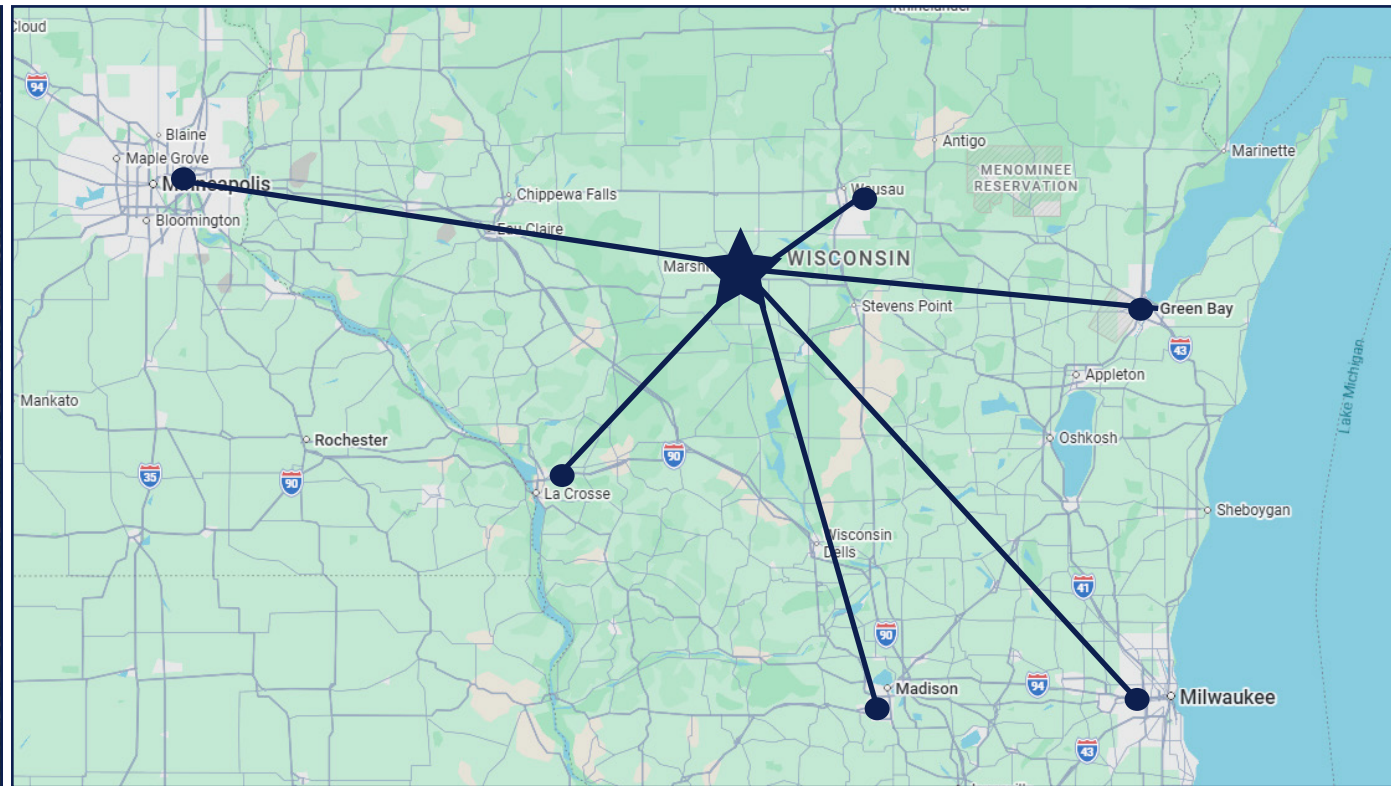 Rhinelander
Cloud
94
Blaine
Maple Grove
Minneapolis
Bloomington
Chippewa Falls
Eau Claire
Antigo
MENOMINEE
RESERVATION
Marinette
Wausau
WISCONSIN
Marsh
Stevens Point
Green Bay
43
Appleton
Lake Michigan
Mankato
Rochester
Oshkosh
90
35
90
La Crosse
Sheboygan
Wisconsin
Dells
41
90
Madison
94
Milwaukee
43